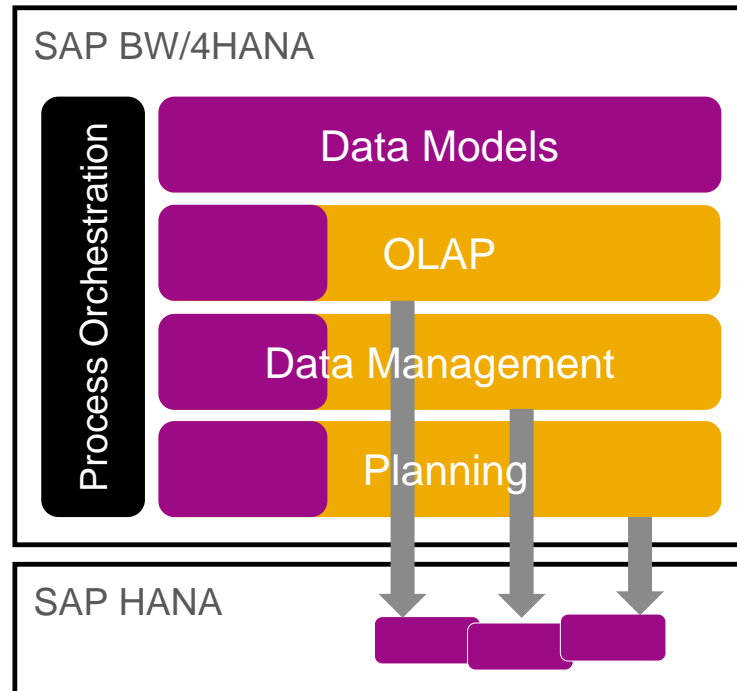 SAP BW/4HANA
Process Orchestration
Data Models
OLAP
Data Management
Planning
SAP HANA